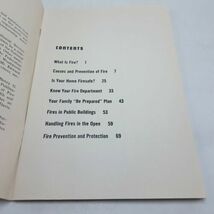 CONTENTS
What Is Fire? 1
Causes and Prevention of Fire 7
Is Your Home Firesafe? 25
Know Your Fire Department 33
Your Family "Be Prepared" Plan 43
Fires in Public Buildings 53
Handling Fires in the Open 59
Fire Prevention and Protection 69